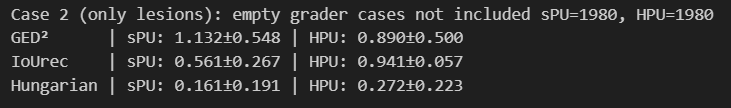 Case 2 (only lesions): empty grader cases not included sPU=1980, HPU=1980
GED² | sPU: 1.132±0.548 | HPU: 0.890±0.500
IoUrec | sPU: 0.561±0.267 | HPU: 0.941±0.057
Hungarian | sPU: 0.161±0.191 | HPU: 0.272±0.223